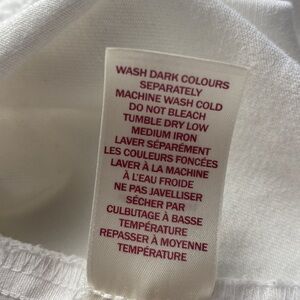 WASH DARK COLOURS
SEPARATELY
MACHINE WASH COLD
DO NOT BLEACH
TUMBLE DRY LOW
MEDIUM IRON
LAVER SÉPARÉMENT
LES COULEURS FONCÉES
LAVER À LA MACHINE
À L'EAU FROIDE
NE PAS JAVELLISER
SÉCHER PAR
CULBUTAGE À BASSE
TEMPÉRATURE
REPASSER À MOYENNE
TEMPÉRATURE